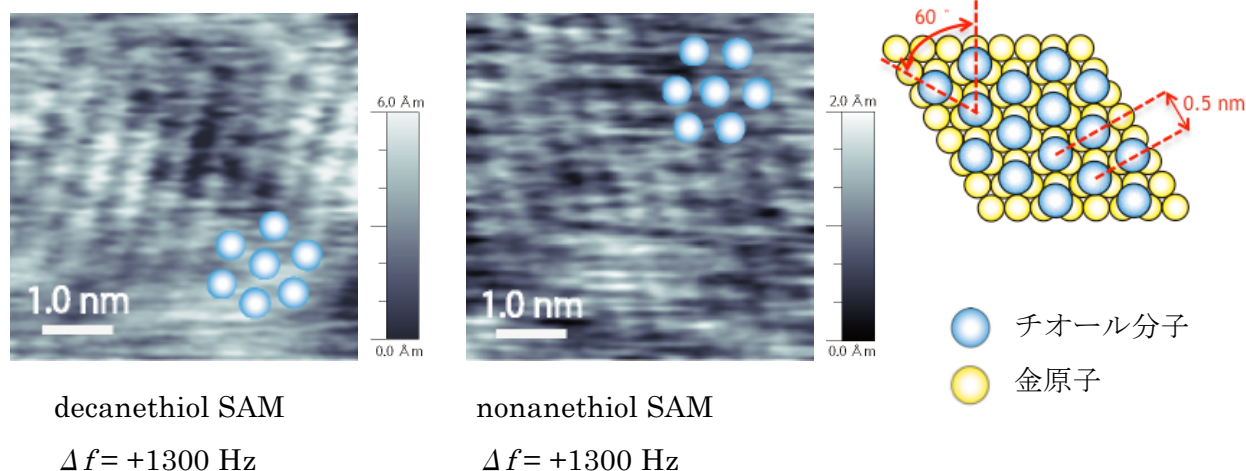 6.0 Åm
0.0 Åm
1.0 nm
decanethiol SAM
Δf= +1300 Hz
2.0 Åm
0.0 Åm
1.0 nm
nonanethiol SAM
Δf= +1300 Hz
60 °
0.5 nm
チオール分子
金原子